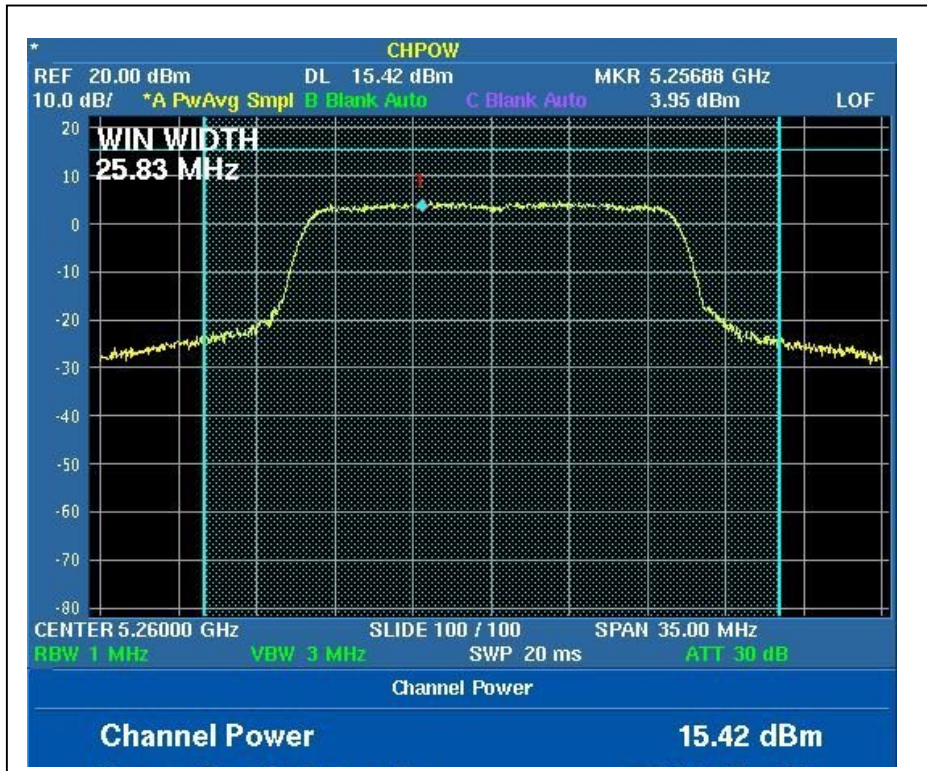 *
CHPOW
REF 20.00 dBm DL 15.42 dBm MKR 5.25688 GHz
10.0 dB/ *A PwAvg Smpl B Blank Auto C Blank Auto 3.95 dBm LOF
WIN WIDTH
25.83 MHz
20
10
0
-10
-20
-30
-40
-50
-60
-70
-80
CENTER 5.26000 GHz SLIDE 100 / 100 SPAN 35.00 MHz
RBW 1 MHz VBW 3 MHz SWP 20 ms ATT 30 dB
Channel Power
Channel Power 15.42 dBm